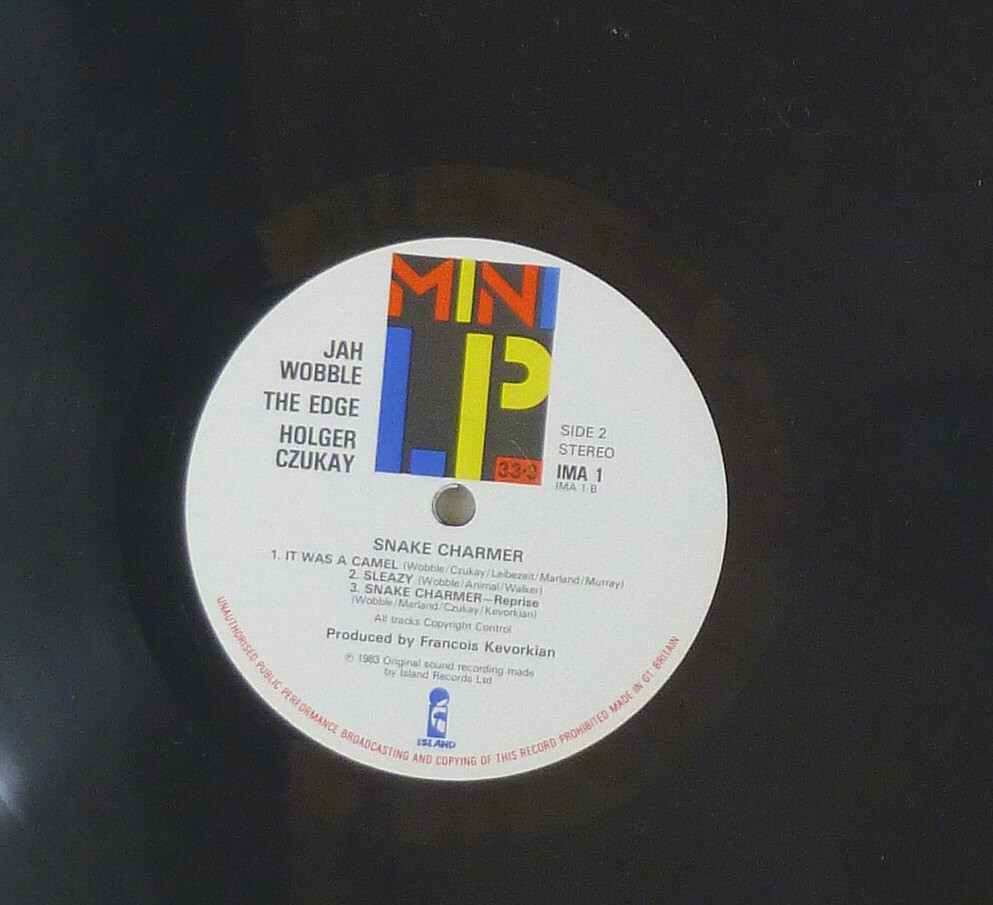 MINI
LP
33⅓
JAH
WOBBLE
THE EDGE
HOLGER
CZUKAY
SIDE 2
STEREO
IMA 1
IMA 1-B
SNAKE CHARMER
1. IT WAS A CAMEL (Wobble/Czukay/Leibezeit/Marland/Murray)
2. SLEAZY (Wobble/Animal/Walker)
3. SNAKE CHARMER—Reprise
(Wobble/Marland/Czukay/Kevorkian)
All tracks Copyright Control
Produced by Francois Kevorkian
℗ 1983 Original sound recording made
by Island Records Ltd
ISLAND
UNAUTHORISED PUBLIC PERFORMANCE BROADCASTING AND COPYING OF THIS RECORD PROHIBITED MADE IN GT BRITAIN